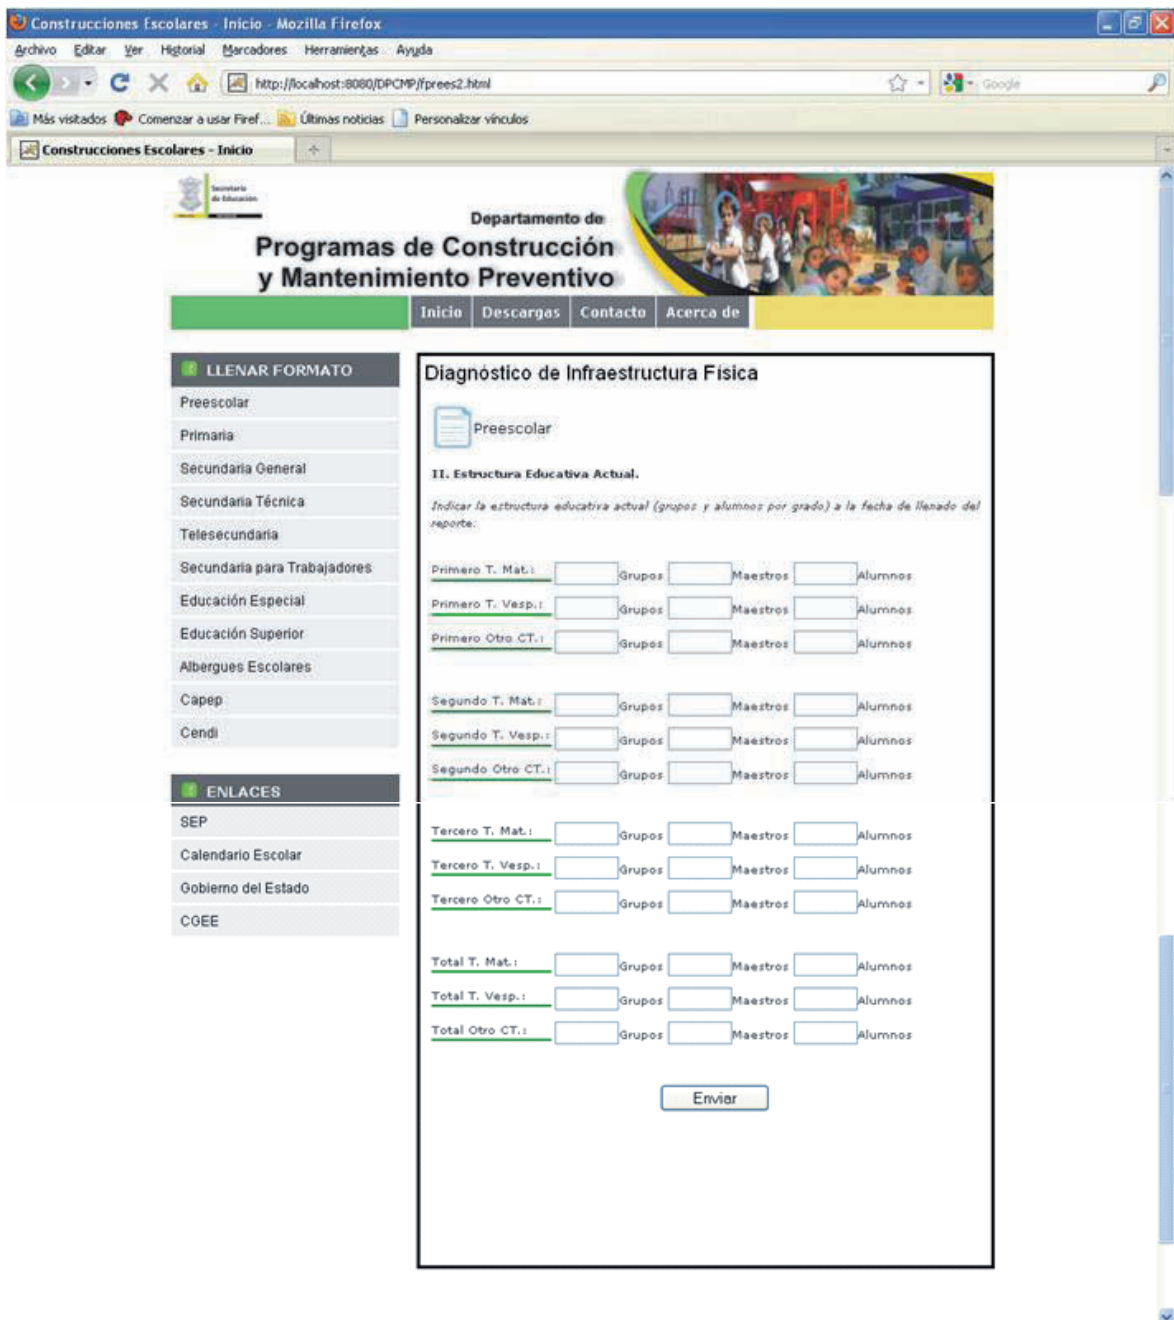 Construcciones Escolares - Inicio - Mozilla Firefox
Archivo Editar Ver Historial Marcadores Herramientas Ayuda
http://localhost:8080/DPCMP/fprees2.html
Google
Más visitados Comenzar a usar Firef... Últimas noticias Personalizar vínculos
Construcciones Escolares - Inicio
Secretaría
de Educación
Departamento de
Programas de Construcción
y Mantenimiento Preventivo
Inicio Descargas Contacto Acerca de
LLENAR FORMATO
Preescolar
Primaria
Secundaria General
Secundaria Técnica
Telesecundaria
Secundaria para Trabajadores
Educación Especial
Educación Superior
Albergues Escolares
Capep
Cendi
ENLACES
SEP
Calendario Escolar
Gobierno del Estado
CGEE
Diagnóstico de Infraestructura Física
Preescolar
II. Estructura Educativa Actual.
Indicar la estructura educativa actual (grupos y alumnos por grado) a la fecha de llenado del
reporte:
Primero T. Mat.: Grupos Maestros Alumnos
Primero T. Vesp.: Grupos Maestros Alumnos
Primero Otro CT.: Grupos Maestros Alumnos
Segundo T. Mat.: Grupos Maestros Alumnos
Segundo T. Vesp.: Grupos Maestros Alumnos
Segundo Otro CT.: Grupos Maestros Alumnos
Tercero T. Mat.: Grupos Maestros Alumnos
Tercero T. Vesp.: Grupos Maestros Alumnos
Tercero Otro CT.: Grupos Maestros Alumnos
Total T. Mat.: Grupos Maestros Alumnos
Total T. Vesp.: Grupos Maestros Alumnos
Total Otro CT.: Grupos Maestros Alumnos
Enviar